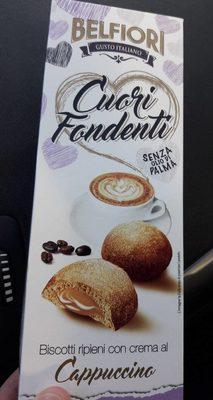 BELFIORI
GUSTO ITALIANO
Cuori
Fondenti
SENZA
OLIO DI
PALMA
Biscotti ripieni con crema al
Cappuccino